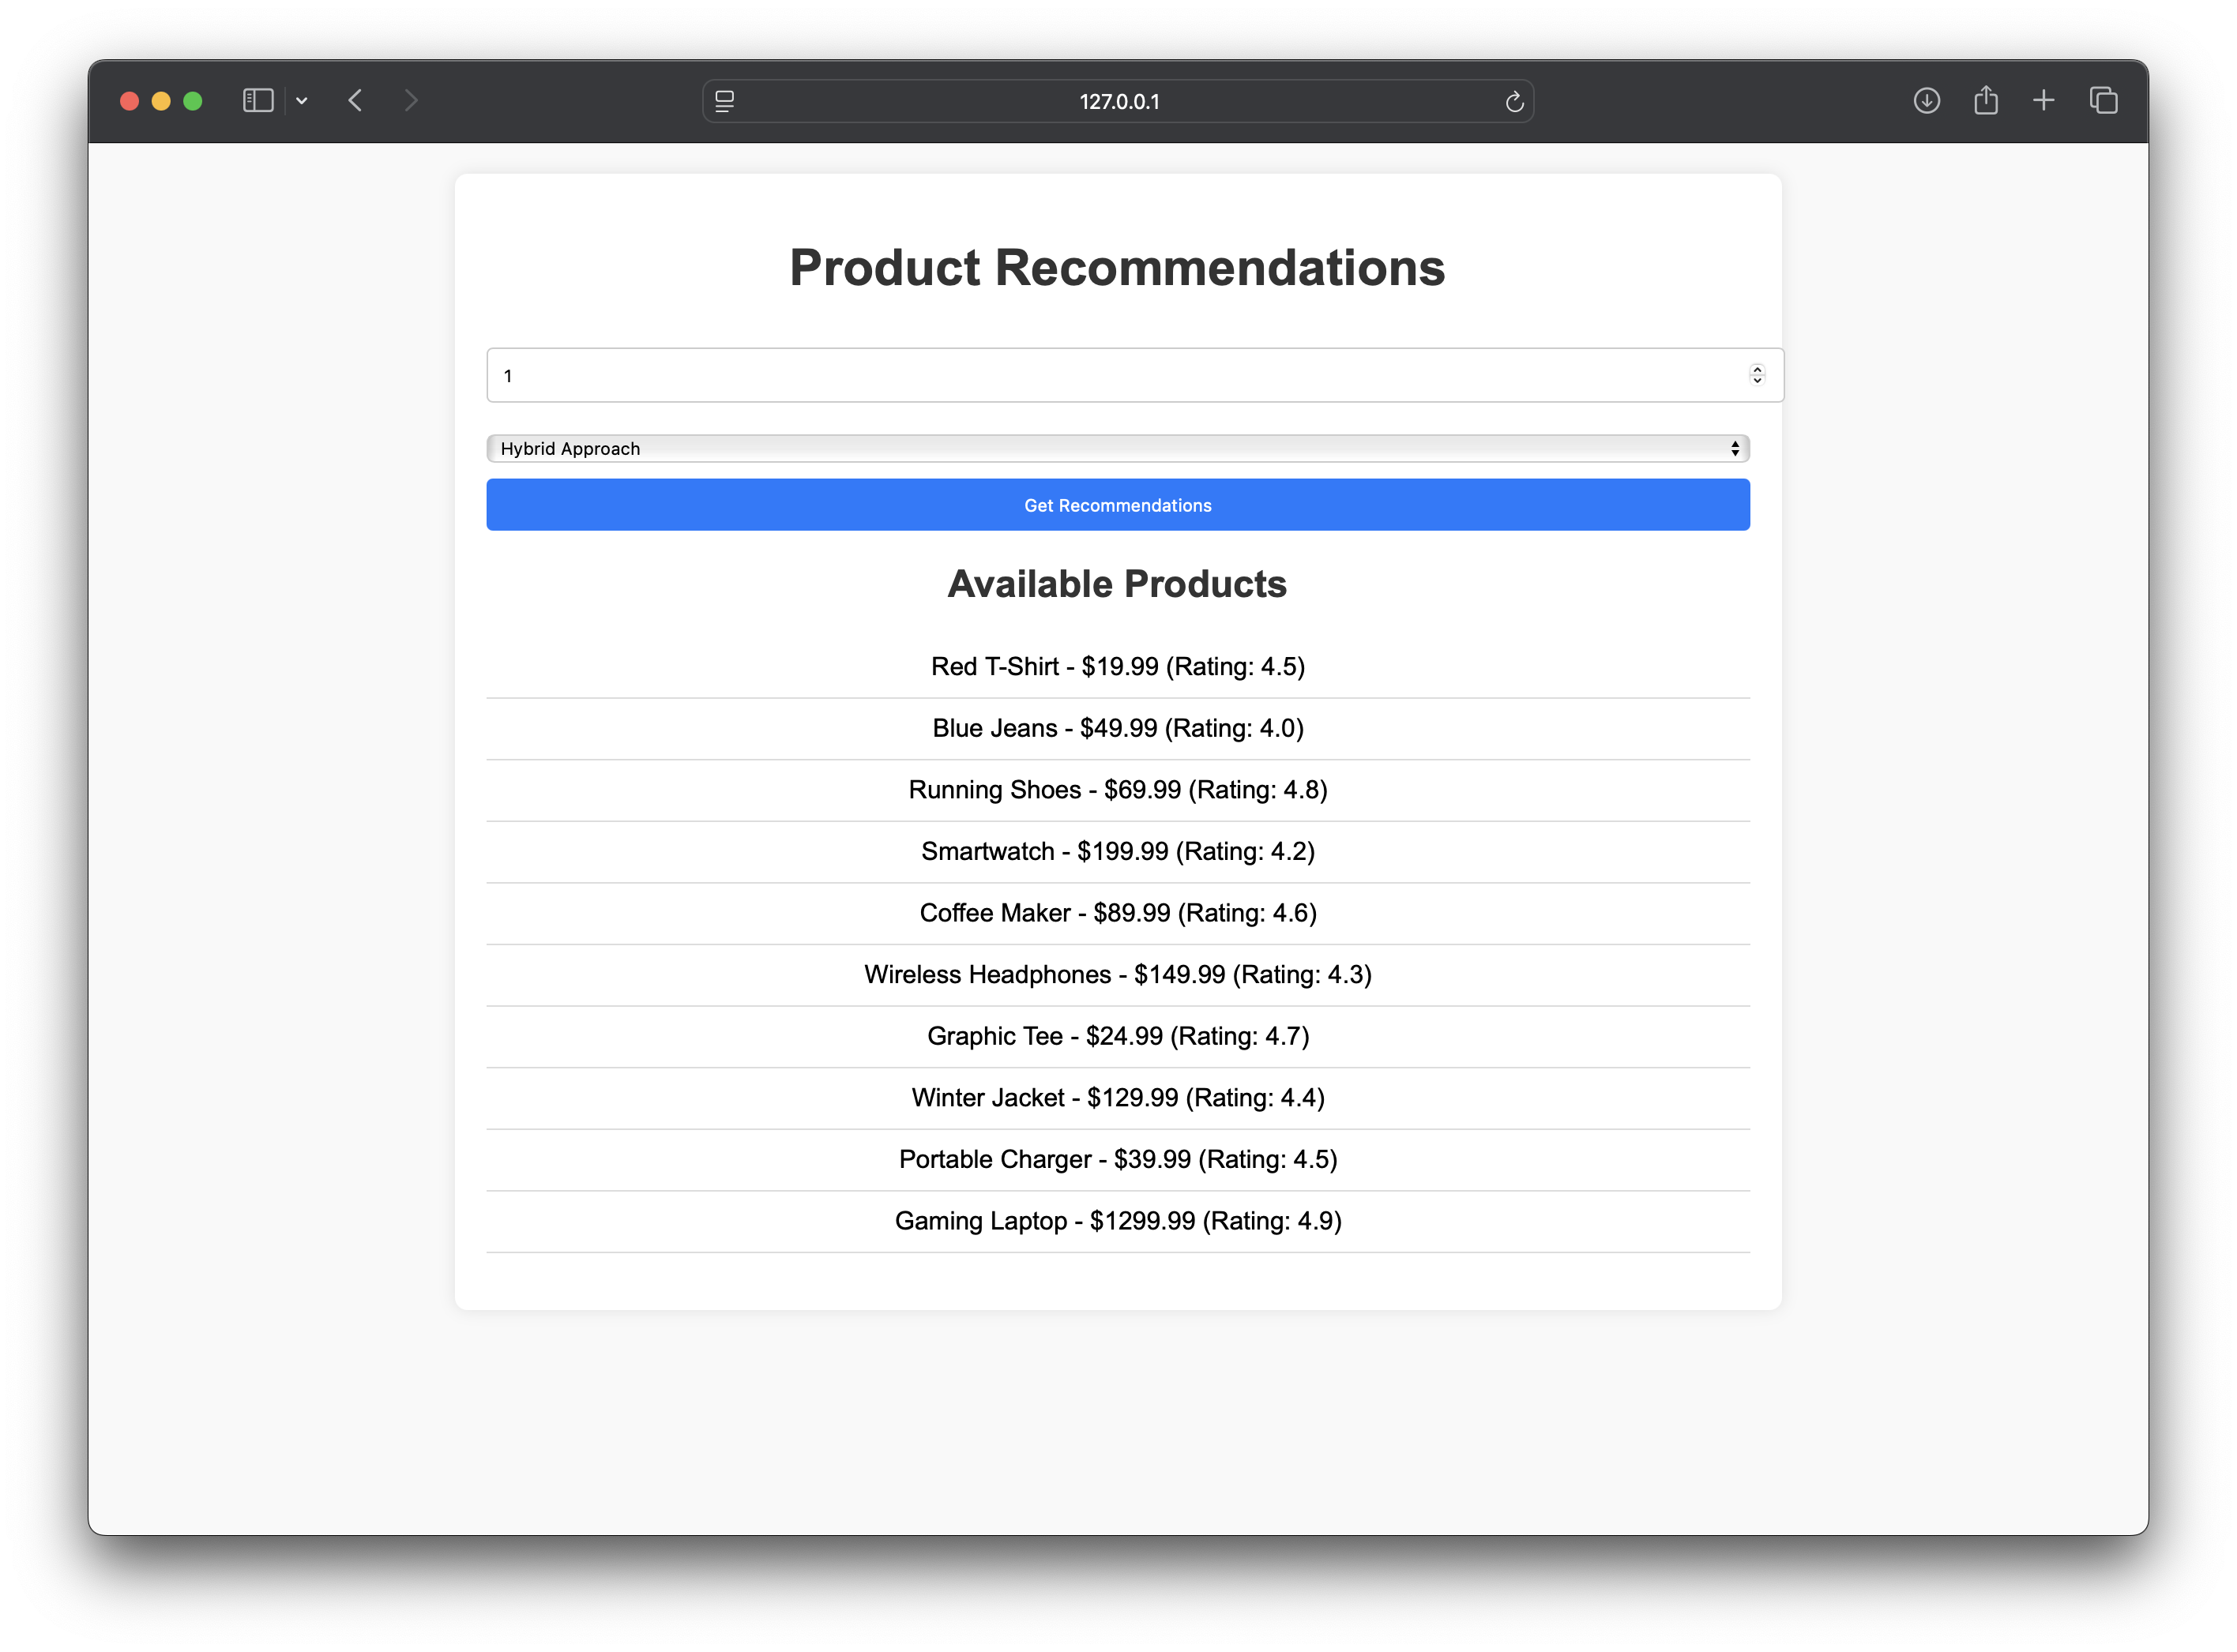 127.0.0.1
Product Recommendations
1
Hybrid Approach
Get Recommendations
Available Products
Red T-Shirt - $19.99 (Rating: 4.5)
Blue Jeans - $49.99 (Rating: 4.0)
Running Shoes - $69.99 (Rating: 4.8)
Smartwatch - $199.99 (Rating: 4.2)
Coffee Maker - $89.99 (Rating: 4.6)
Wireless Headphones - $149.99 (Rating: 4.3)
Graphic Tee - $24.99 (Rating: 4.7)
Winter Jacket - $129.99 (Rating: 4.4)
Portable Charger - $39.99 (Rating: 4.5)
Gaming Laptop - $1299.99 (Rating: 4.9)